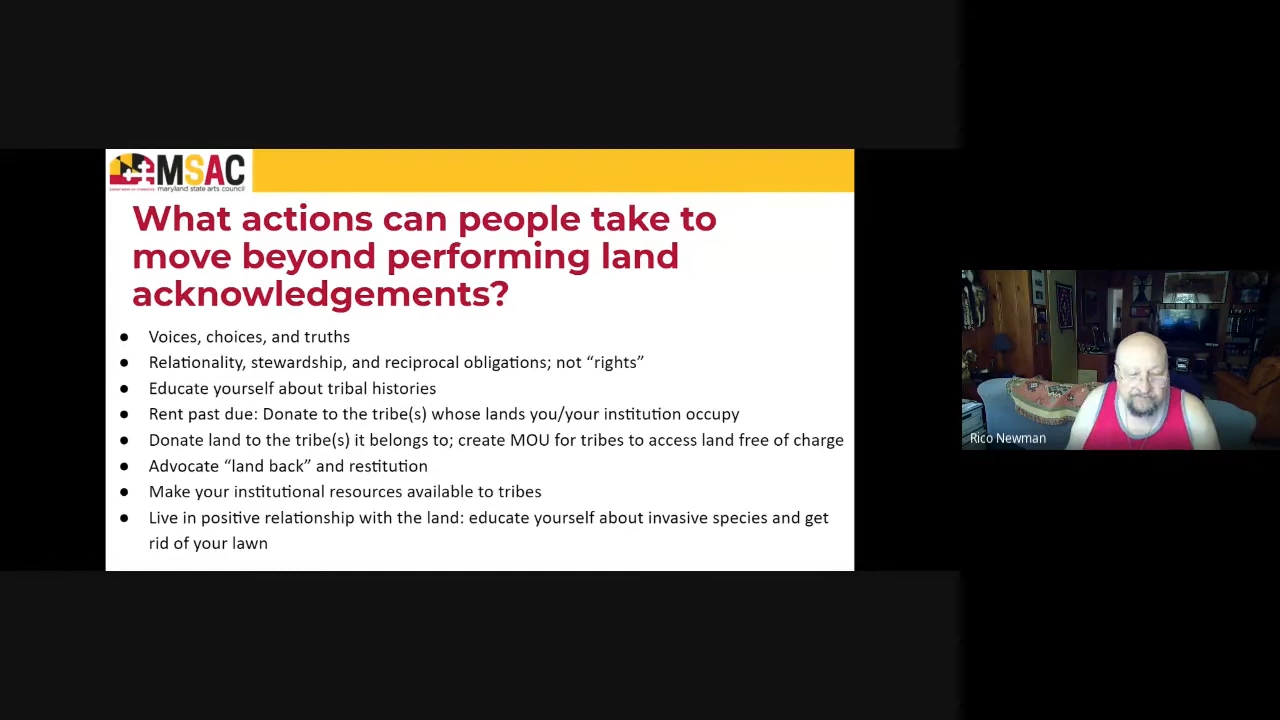 MSAC
maryland state arts council
What actions can people take to
move beyond performing land
acknowledgements?
● Voices, choices, and truths
● Relationality, stewardship, and reciprocal obligations; not “rights”
● Educate yourself about tribal histories
● Rent past due: Donate to the tribe(s) whose lands you/your institution occupy
● Donate land to the tribe(s) it belongs to; create MOU for tribes to access land free of charge
● Advocate “land back” and restitution
● Make your institutional resources available to tribes
● Live in positive relationship with the land: educate yourself about invasive species and get
rid of your lawn
Rico Newman